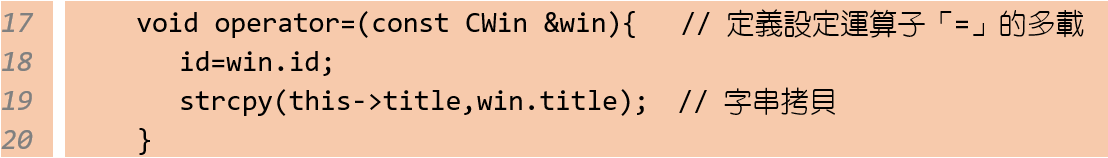 17 void operator=(const CWin &win){ // 定義設定運算子「=」的多載
18 id=win.id;
19 strcpy(this->title,win.title); // 字串拷貝
20 }